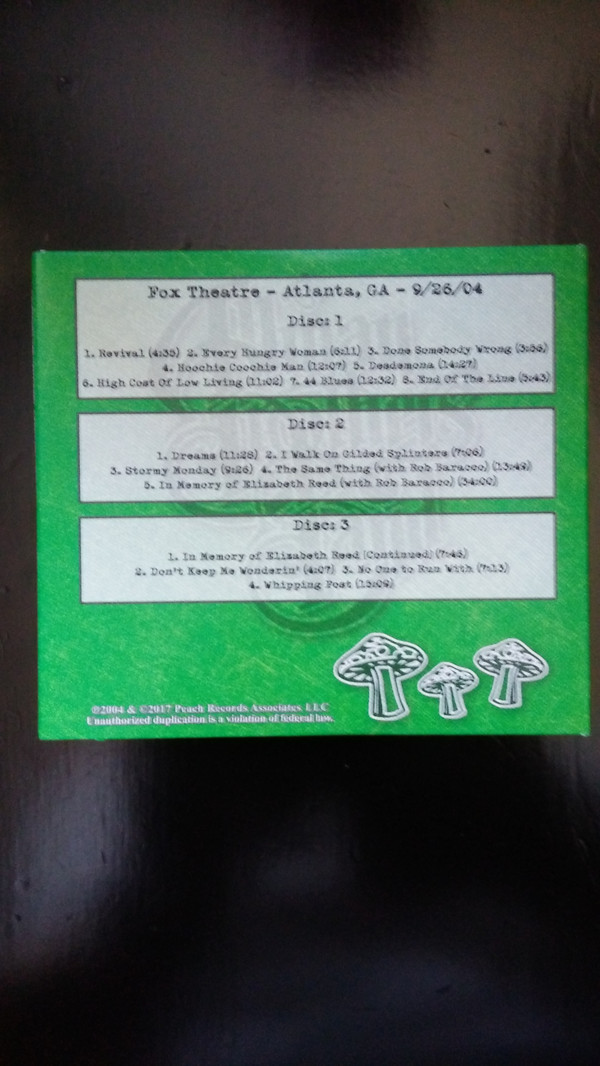 Fox Theatre - Atlanta, GA - 9/26/04
Disc: 1
1. Revival (4:35) 2. Every Hungry Woman (6:11) 3. Done Somebody Wrong (3:56)
4. Hoochie Coochie Man (12:07) 5. Desdemona (14:27)
6. High Cost Of Low Living (11:02) 7. 44 Blues (12:32) 8. End Of The Line (5:43)
Disc: 2
1. Dreams (11:28) 2. I Walk On Gilded Splinters (7:06)
3. Stormy Monday (9:26) 4. The Same Thing (with Rob Baracco) (13:49)
5. In Memory of Elizabeth Reed (with Rob Baracco) (34:00)
Disc: 3
1. In Memory of Elizabeth Reed (Continued) (7:45)
2. Don't Keep Me Wonderin' (4:07) 3. No One to Run With (7:13)
4. Whipping Post (15:09)
℗2004 & ©2017 Peach Records Associates LLC
Unauthorized duplication is a violation of federal law.